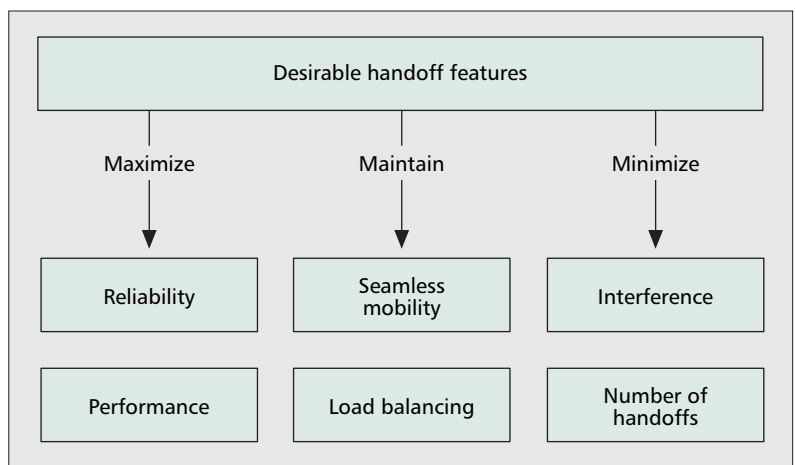 Desirable handoff features
Maximize
Maintain
Minimize
Reliability
Seamless
mobility
Interference
Performance
Load balancing
Number of
handoffs